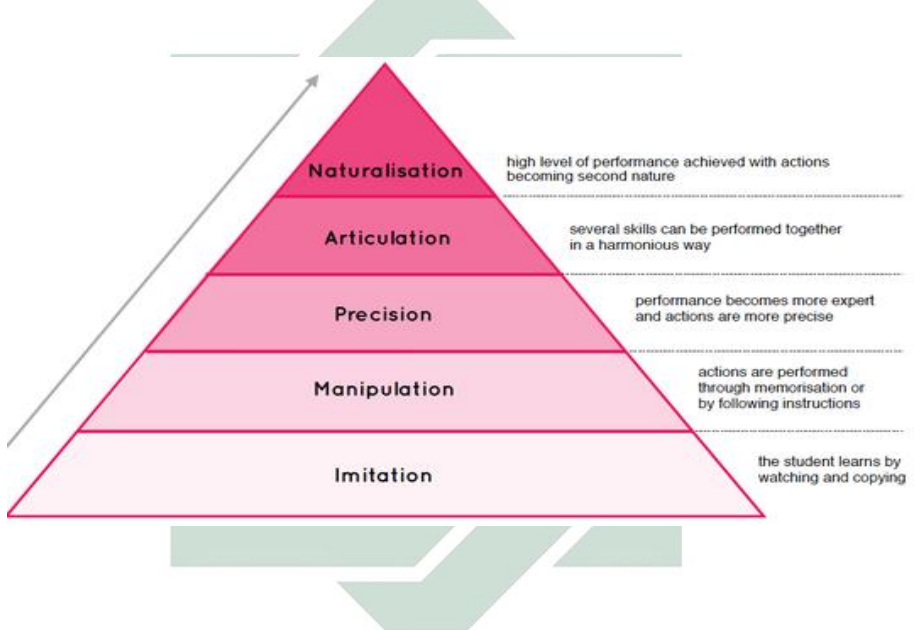 Naturalisation
high level of performance achieved with actions
becoming second nature
Articulation
several skills can be performed together
in a harmonious way
Precision
performance becomes more expert
and actions are more precise
Manipulation
actions are performed
through memorisation or
by following instructions
Imitation
the student learns by
watching and copying